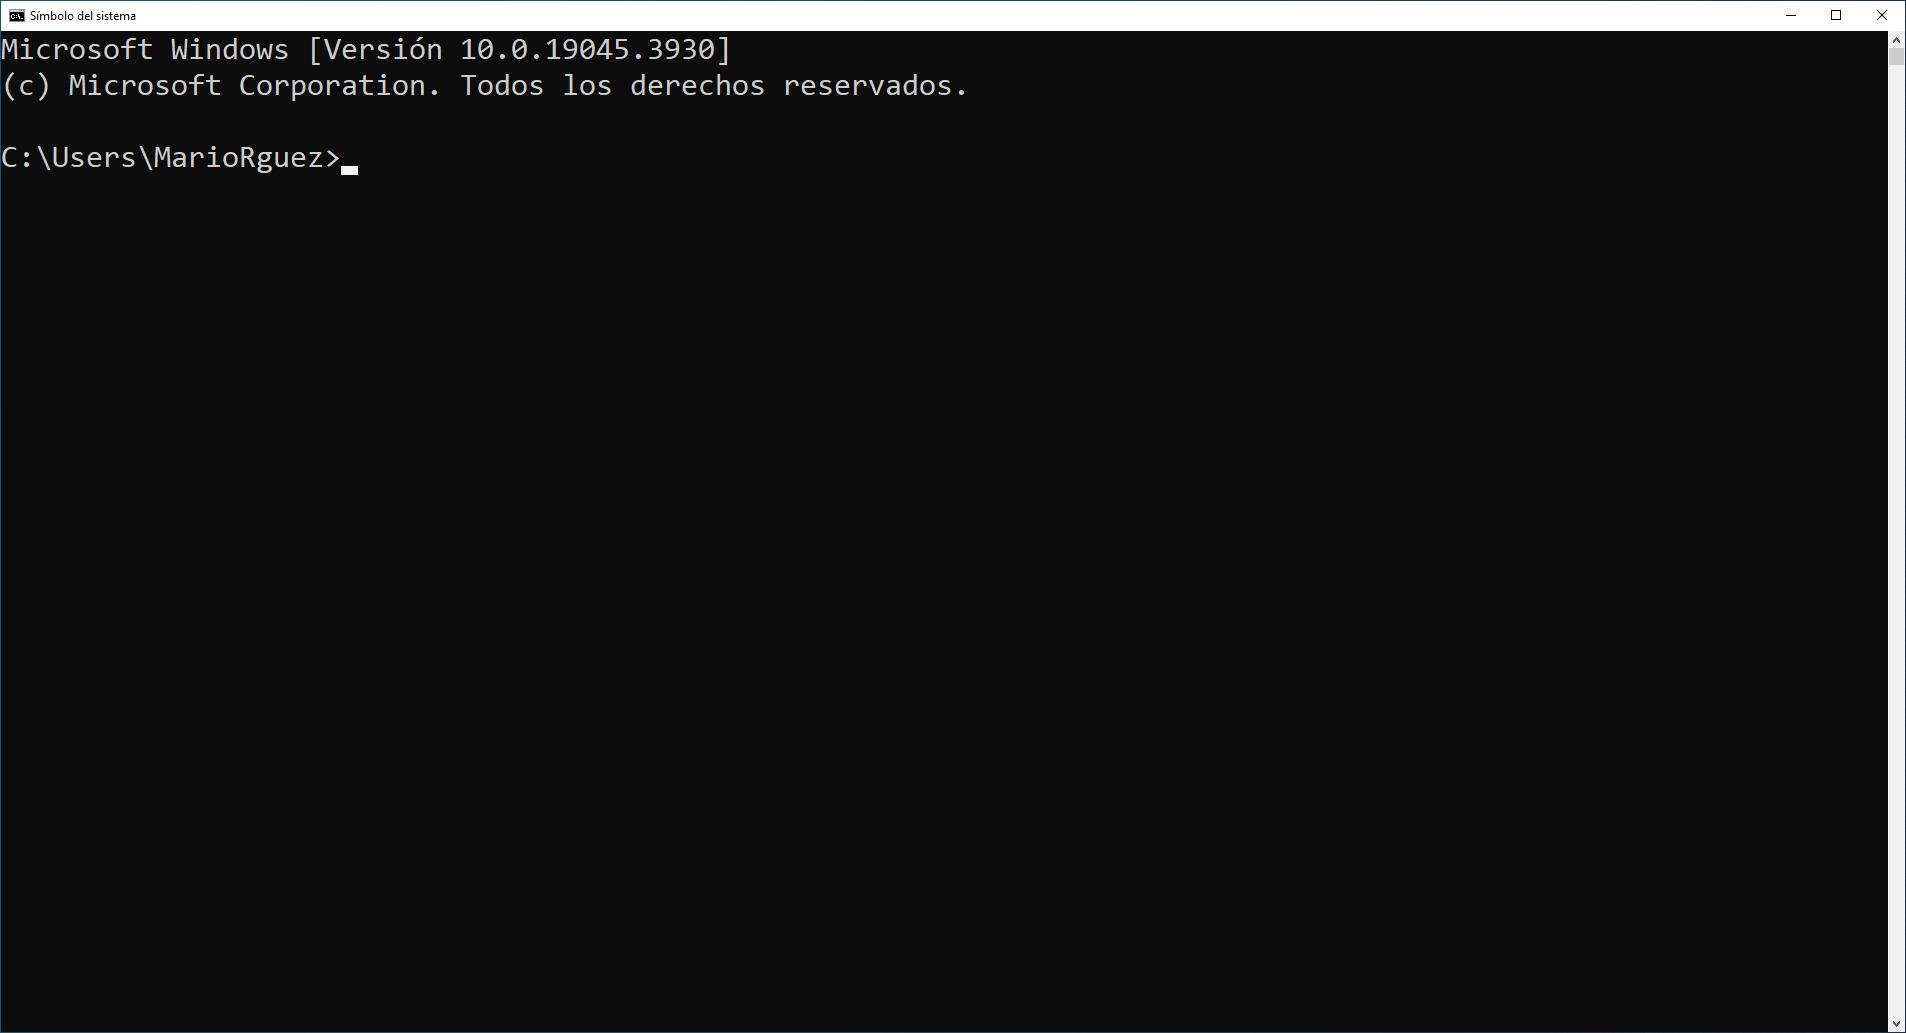 Símbolo del sistema
Microsoft Windows [Versión 10.0.19045.3930]
(c) Microsoft Corporation. Todos los derechos reservados.
C:\Users\MarioRguez>